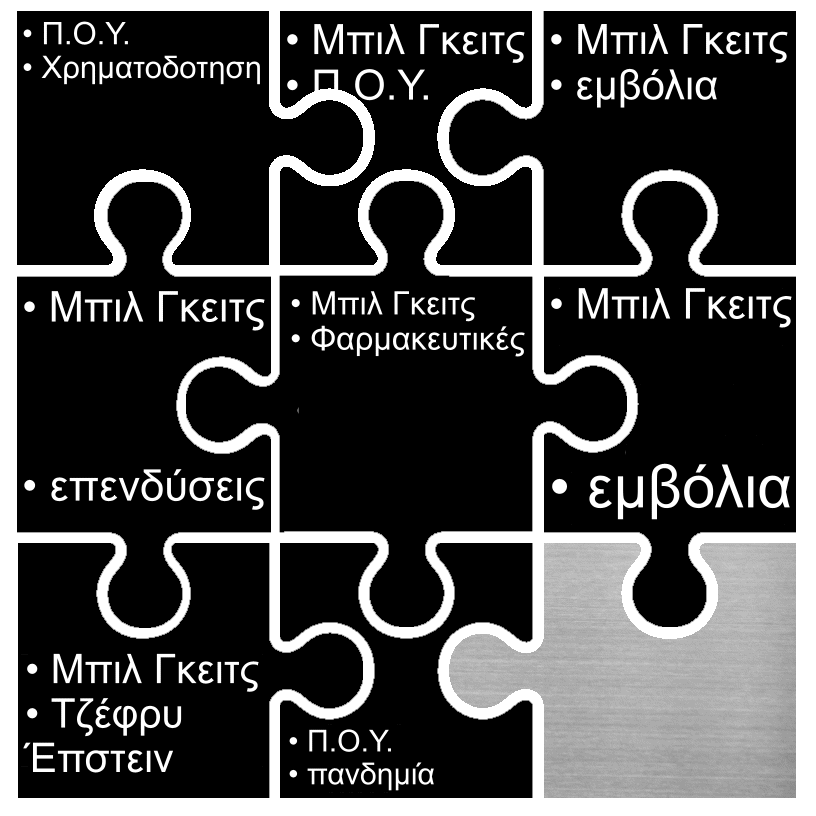 • Π.Ο.Υ.
• Χρηματοδοτηση
• Μπιλ Γκειτς
• Π.Ο.Υ.
• Μπιλ Γκειτς
• εμβόλια
• Μπιλ Γκειτς
• επενδύσεις
• Μπιλ Γκειτς
• Φαρμακευτικές
• Μπιλ Γκειτς
• εμβόλια
• Μπιλ Γκειτς
• Τζέφρυ
Έπστειν
• Π.Ο.Υ.
• πανδημία